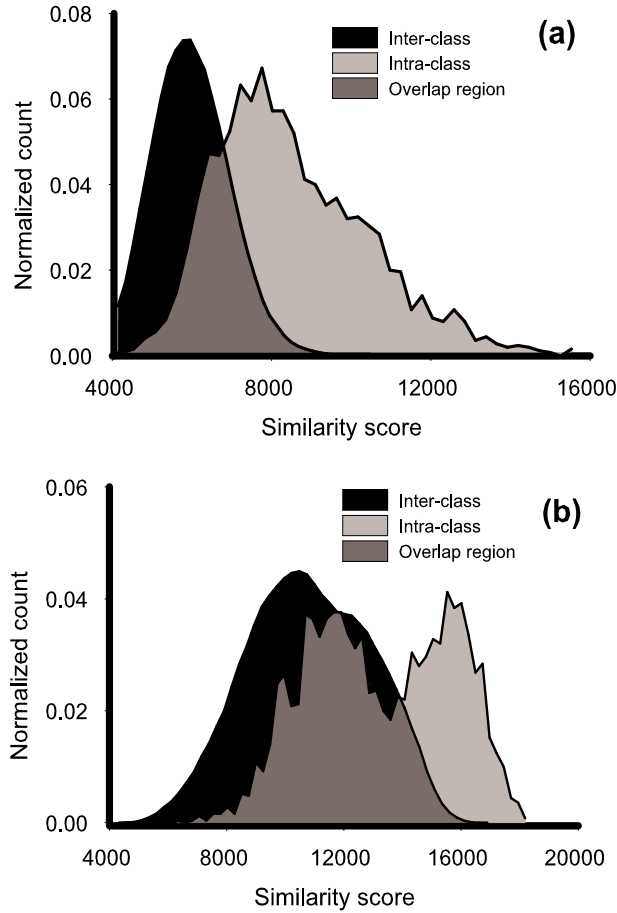 0.08
(a)
Inter-class
Intra-class
Overlap region
0.06
0.04
0.02
0.00
Normalized count
4000 8000 12000 16000
Similarity score
0.06
(b)
Inter-class
Intra-class
Overlap region
0.04
0.02
0.00
Normalized count
4000 8000 12000 16000 20000
Similarity score